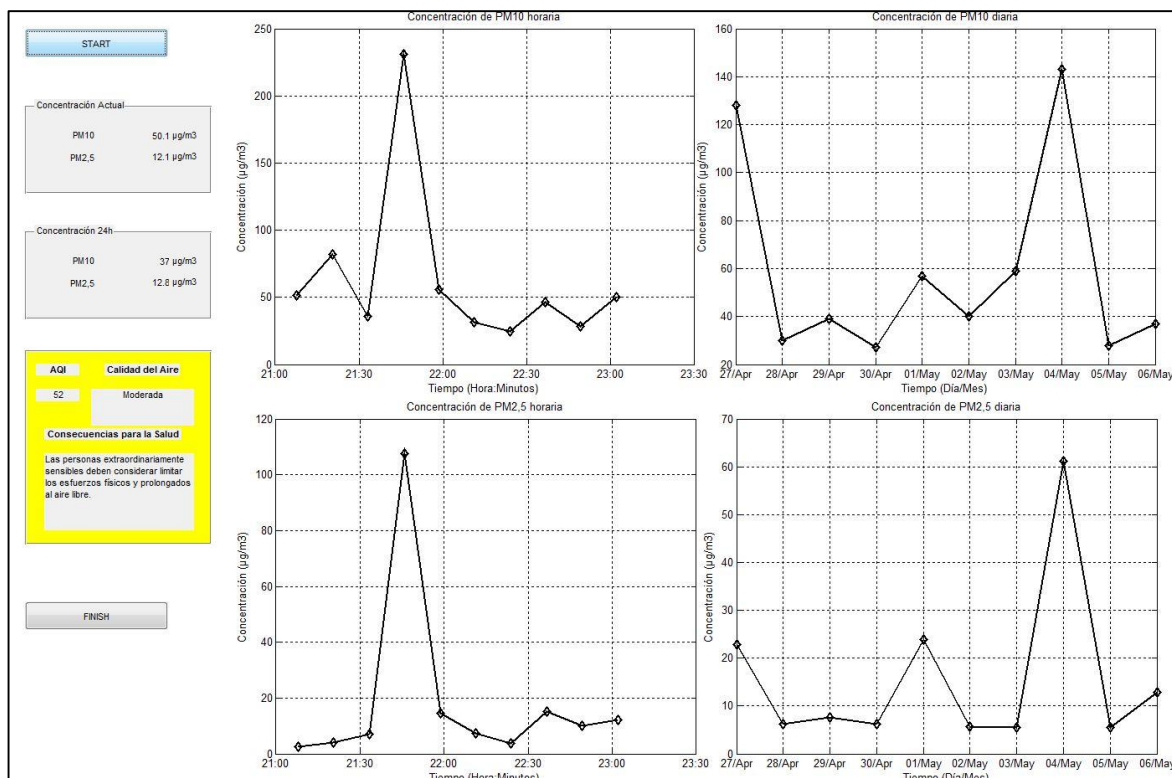 START
Concentración Actual
PM10 50.1 µg/m3
PM2,5 12.1 µg/m3
Concentración 24h
PM10 37 µg/m3
PM2,5 12.8 µg/m3
AQI Calidad del Aire
52 Moderada
Consecuencias para la Salud
Las personas extraordinariamente
sensibles deben considerar limitar
los esfuerzos físicos y prolongados
al aire libre.
FINISH
Concentración de PM10 horaria
Concentración (µg/m3)
250
200
150
100
50
0
21:00 21:30 22:00 22:30 23:00 23:30
Tiempo (Hora:Minutos)
Concentración de PM10 diaria
Concentración (µg/m3)
160
140
120
100
80
60
40
20
27/Apr 28/Apr 29/Apr 30/Apr 01/May 02/May 03/May 04/May 05/May 06/May
Tiempo (Día/Mes)
Concentración de PM2,5 horaria
Concentración (µg/m3)
120
100
80
60
40
20
0
21:00 21:30 22:00 22:30 23:00 23:30
Tiempo (Hora:Minutos)
Concentración de PM2,5 diaria
Concentración (µg/m3)
70
60
50
40
30
20
10
0
27/Apr 28/Apr 29/Apr 30/Apr 01/May 02/May 03/May 04/May 05/May 06/May
Tiempo (Día/Mes)